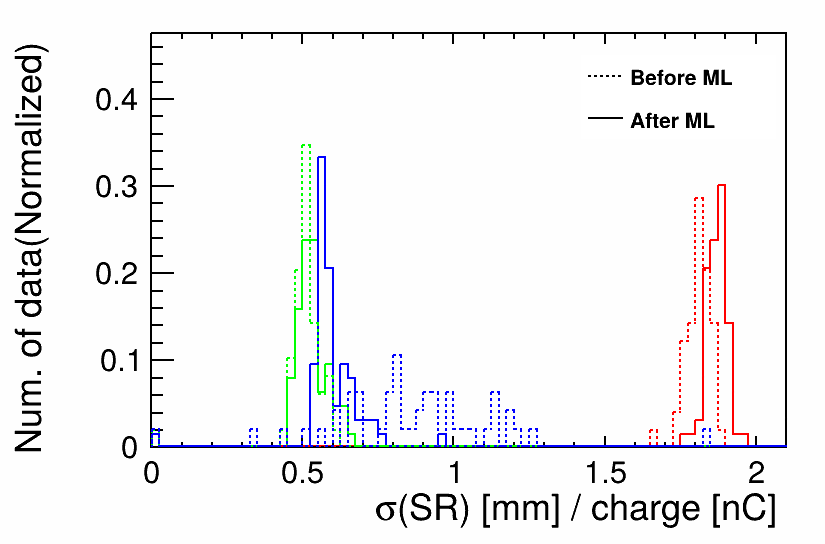 Num. of data(Normalized)
0.4
0.3
0.2
0.1
0
Before ML
After ML
0 0.5 1 1.5 2
σ(SR) [mm] / charge [nC]